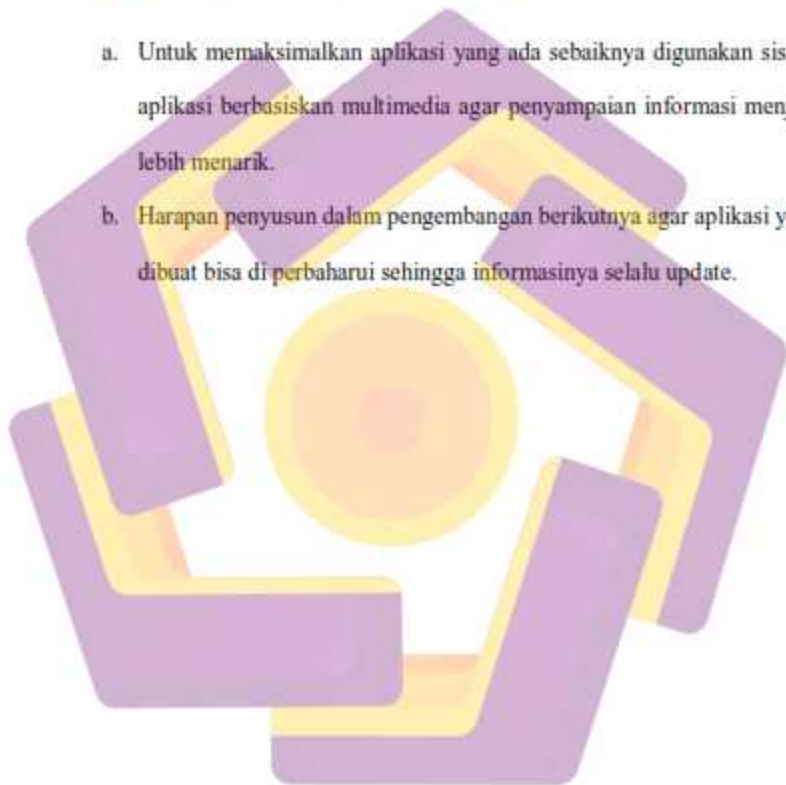 a. Untuk memaksimalkan aplikasi yang ada sebaiknya digunakan sis
aplikasi berbasiskan multimedia agar penyampaian informasi menj
lebih menarik.
b. Harapan penyusun dalam pengembangan berikutnya agar aplikasi y
dibuat bisa di perbaharui sehingga informasinya selalu update.